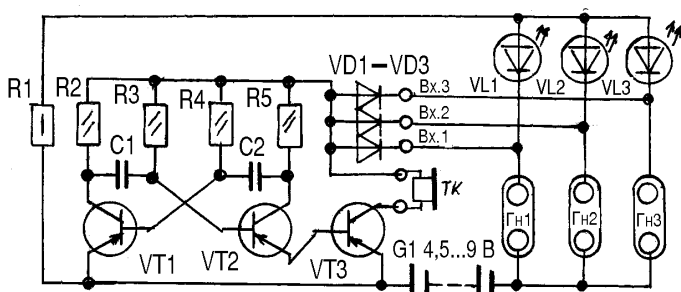 VD1–VD3
R1
R2
R3
R4
R5
Вх.3
VL1
VL2
VL3
Вх.2
Вх.1
C1
C2
ТК
Гн1
Гн2
Гн3
VT1
VT2
VT3
G1 4,5...9 В